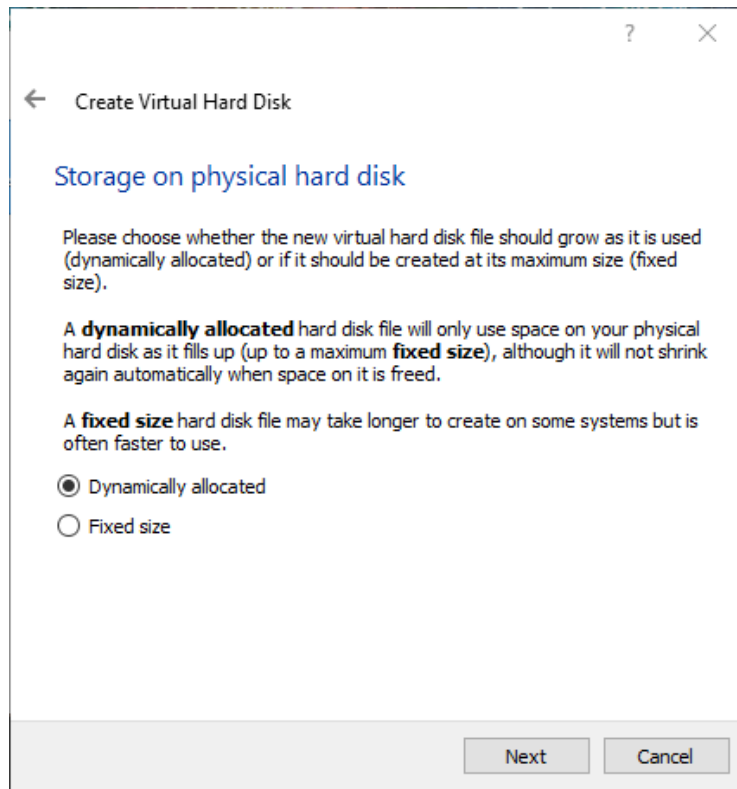 ?
Create Virtual Hard Disk
Storage on physical hard disk
Please choose whether the new virtual hard disk file should grow as it is used
(dynamically allocated) or if it should be created at its maximum size (fixed
size).
A dynamically allocated hard disk file will only use space on your physical
hard disk as it fills up (up to a maximum fixed size), although it will not shrink
again automatically when space on it is freed.
A fixed size hard disk file may take longer to create on some systems but is
often faster to use.
Dynamically allocated
Fixed size
Next Cancel